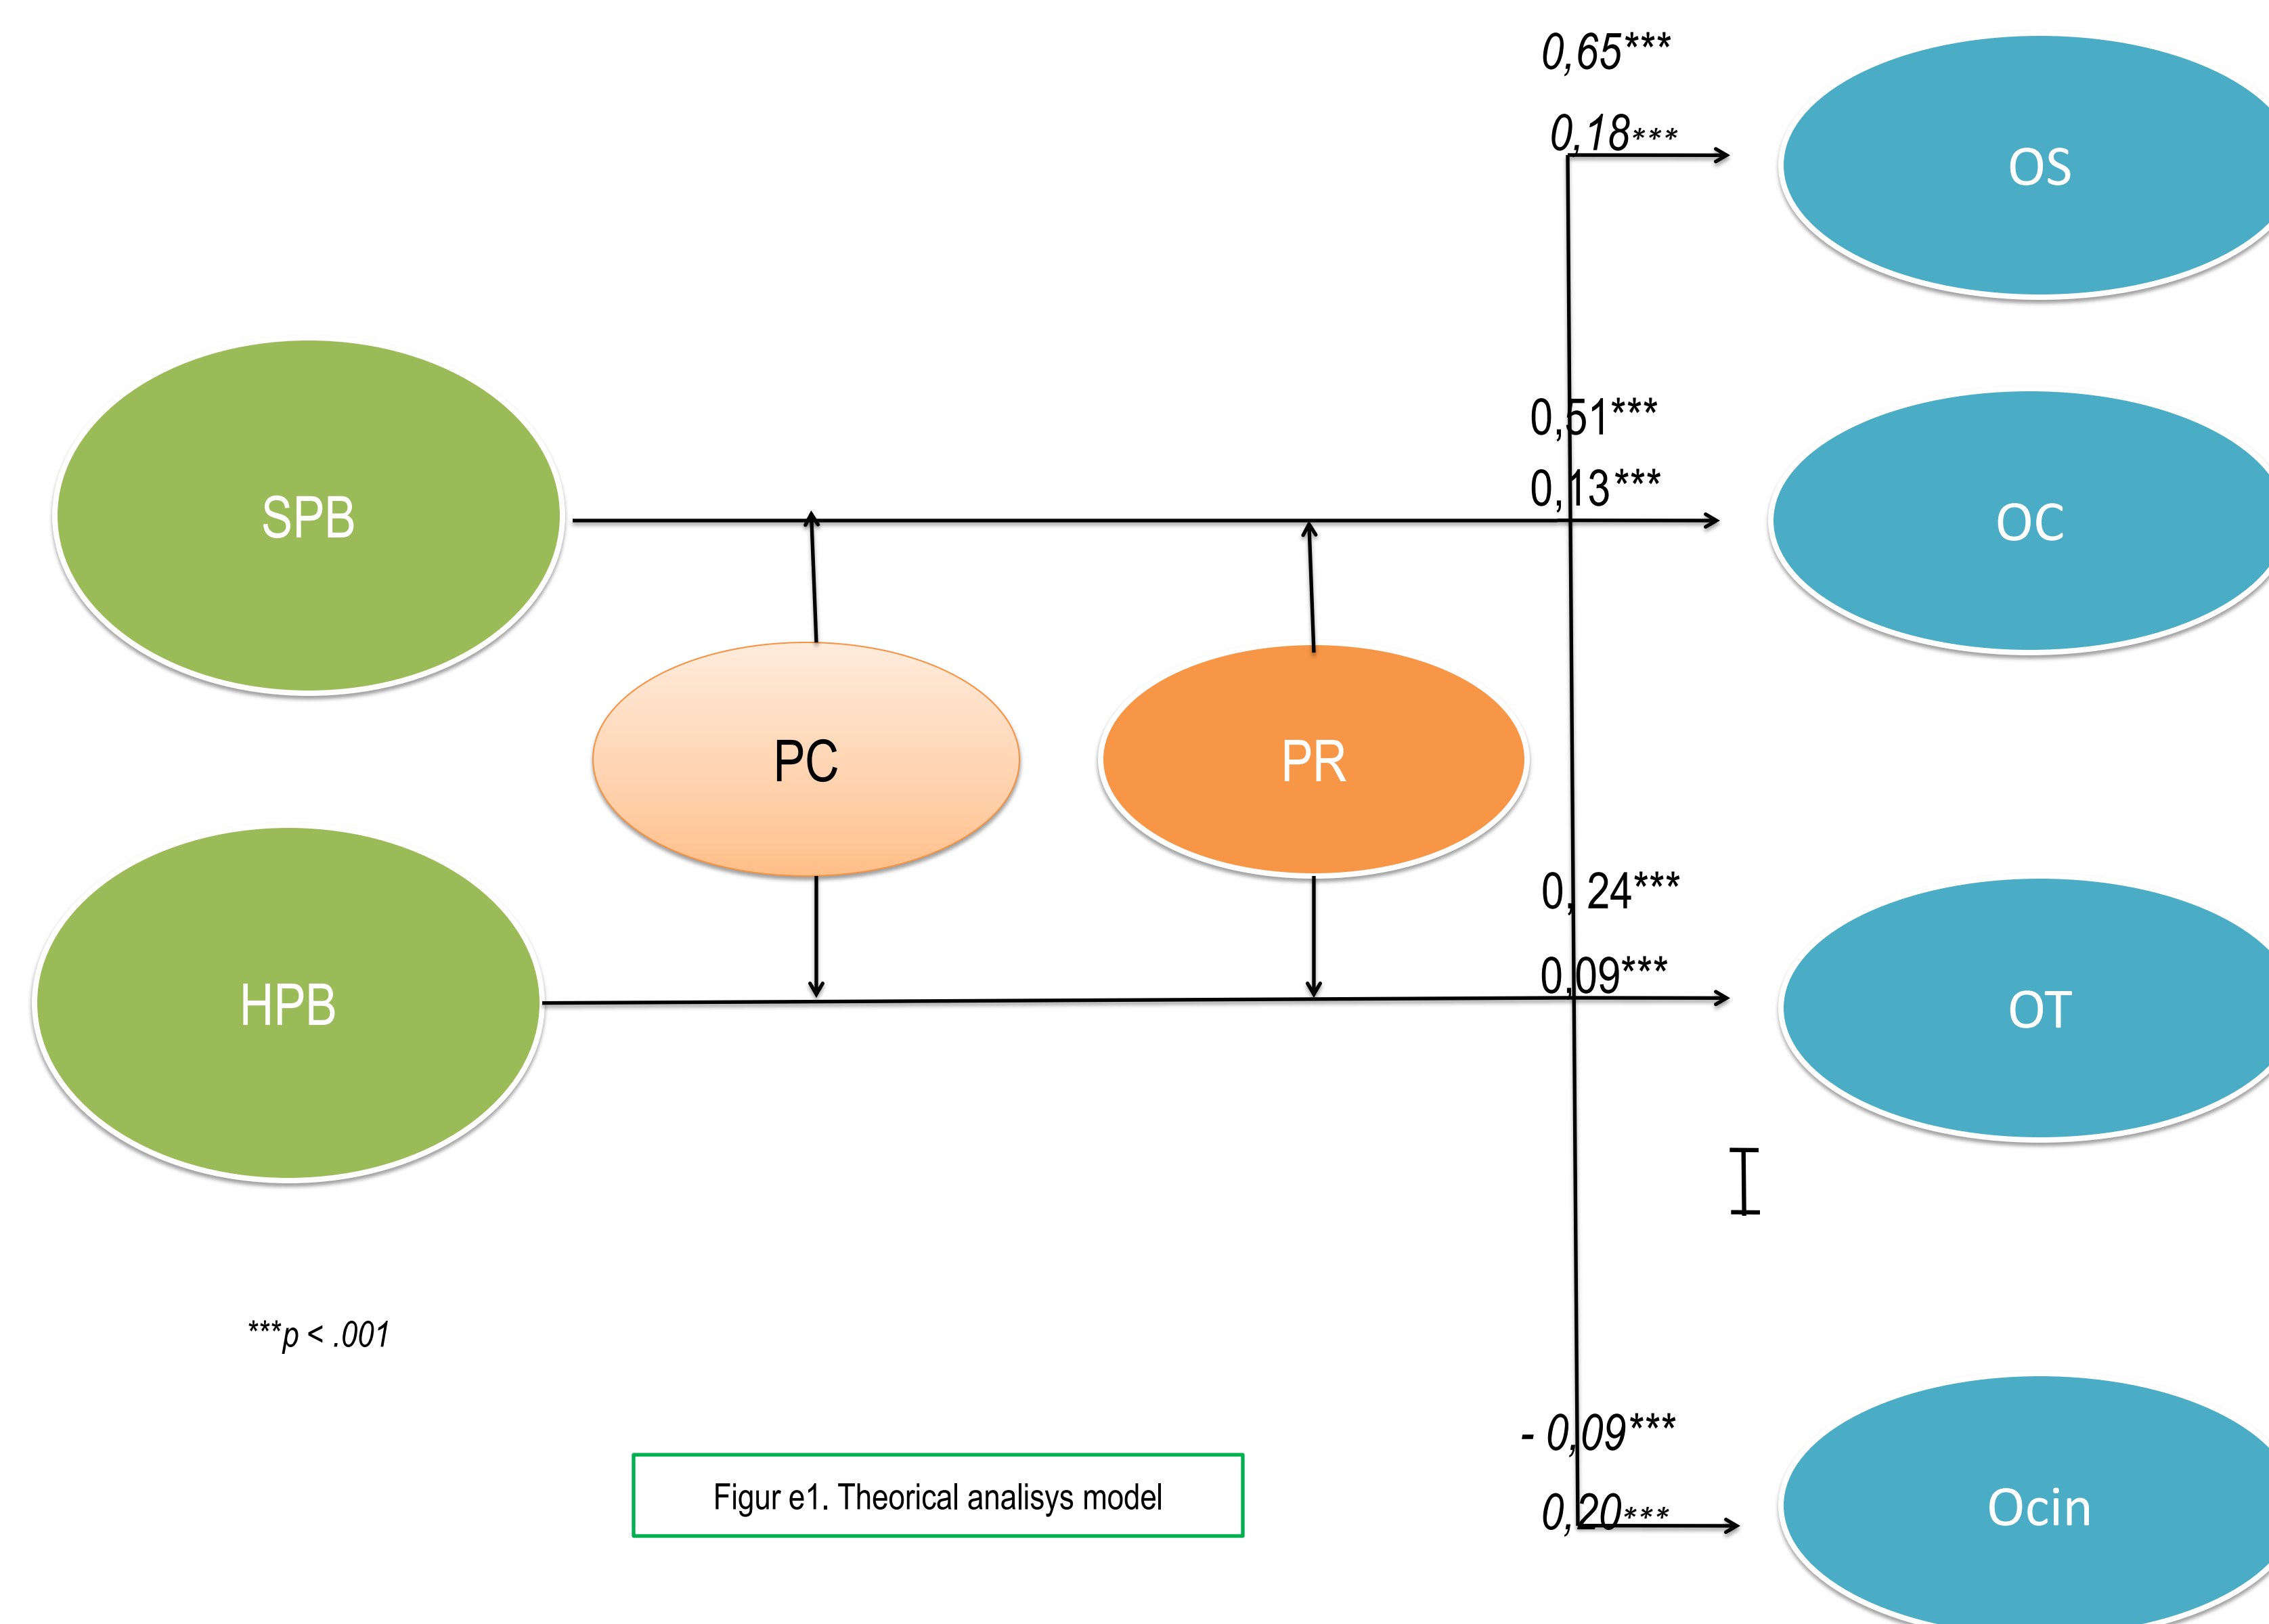 0,65***
0,18***
OS
0,51***
0,13***
SPB
OC
PC
PR
0, 24***
0,09***
HPB
OT
***p < .001
- 0,09***
Figur e1. Theorical analisys model
0,20***
Ocin